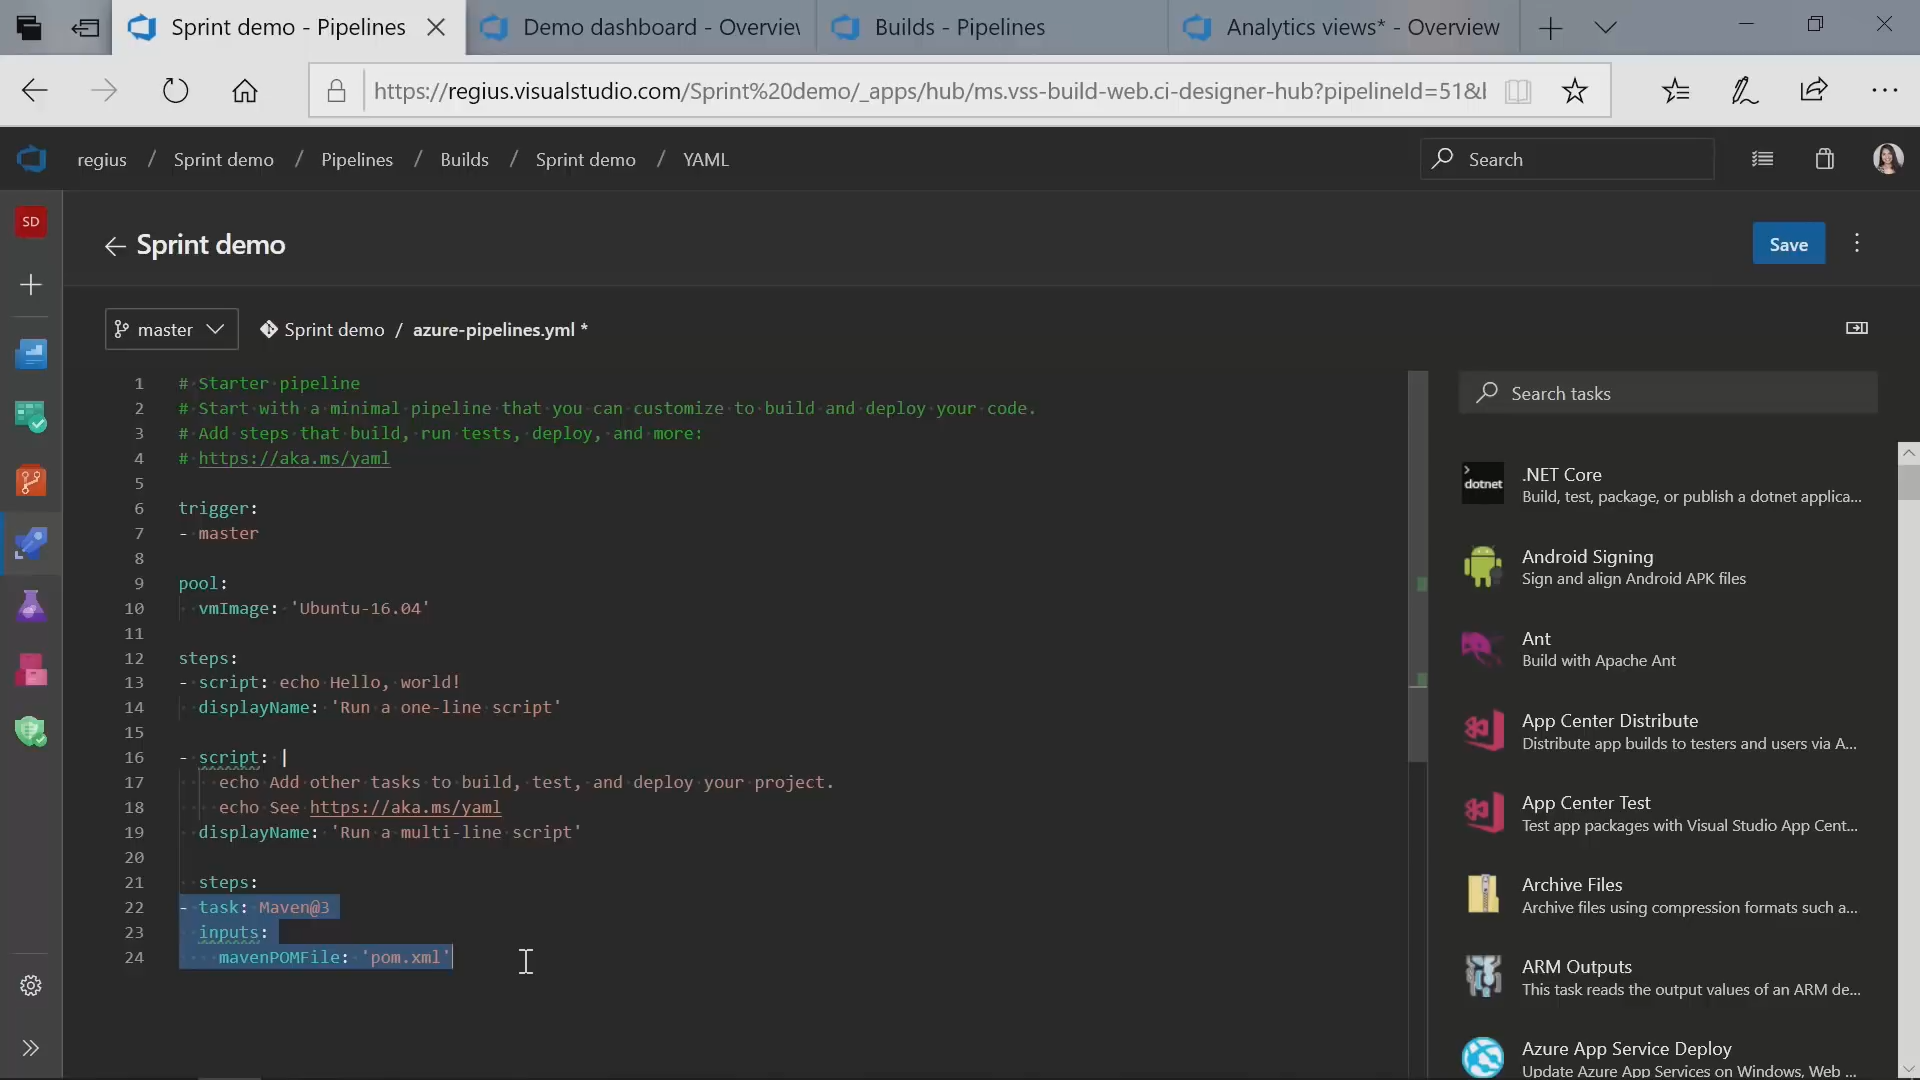 Sprint demo - Pipelines
Demo dashboard - Overview
Builds - Pipelines
Analytics views* - Overview
https://regius.visualstudio.com/Sprint%20demo/_apps/hub/ms.vss-build-web.ci-designer-hub?pipelineId=51&
regius / Sprint demo / Pipelines / Builds / Sprint demo / YAML
Search
SD
Sprint demo
Save
master
Sprint demo / azure-pipelines.yml *
1 # Starter pipeline
2 # Start with a minimal pipeline that you can customize to build and deploy your code.
3 # Add steps that build, run tests, deploy, and more:
4 # https://aka.ms/yaml
5
6 trigger:
7 - master
8
9 pool:
10 vmImage: 'Ubuntu-16.04'
11
12 steps:
13 - script: echo Hello, world!
14 displayName: 'Run a one-line script'
15
16 - script: |
17 echo Add other tasks to build, test, and deploy your project.
18 echo See https://aka.ms/yaml
19 displayName: 'Run a multi-line script'
20
21 steps:
22 - task: Maven@3
23 inputs:
24 mavenPOMFile: 'pom.xml'
Search tasks
dotnet
.NET Core
Build, test, package, or publish a dotnet applica...
Android Signing
Sign and align Android APK files
Ant
Build with Apache Ant
App Center Distribute
Distribute app builds to testers and users via A...
App Center Test
Test app packages with Visual Studio App Cent...
Archive Files
Archive files using compression formats such a...
ARM Outputs
This task reads the output values of an ARM de...
Azure App Service Deploy
Update Azure App Services on Windows, Web ...